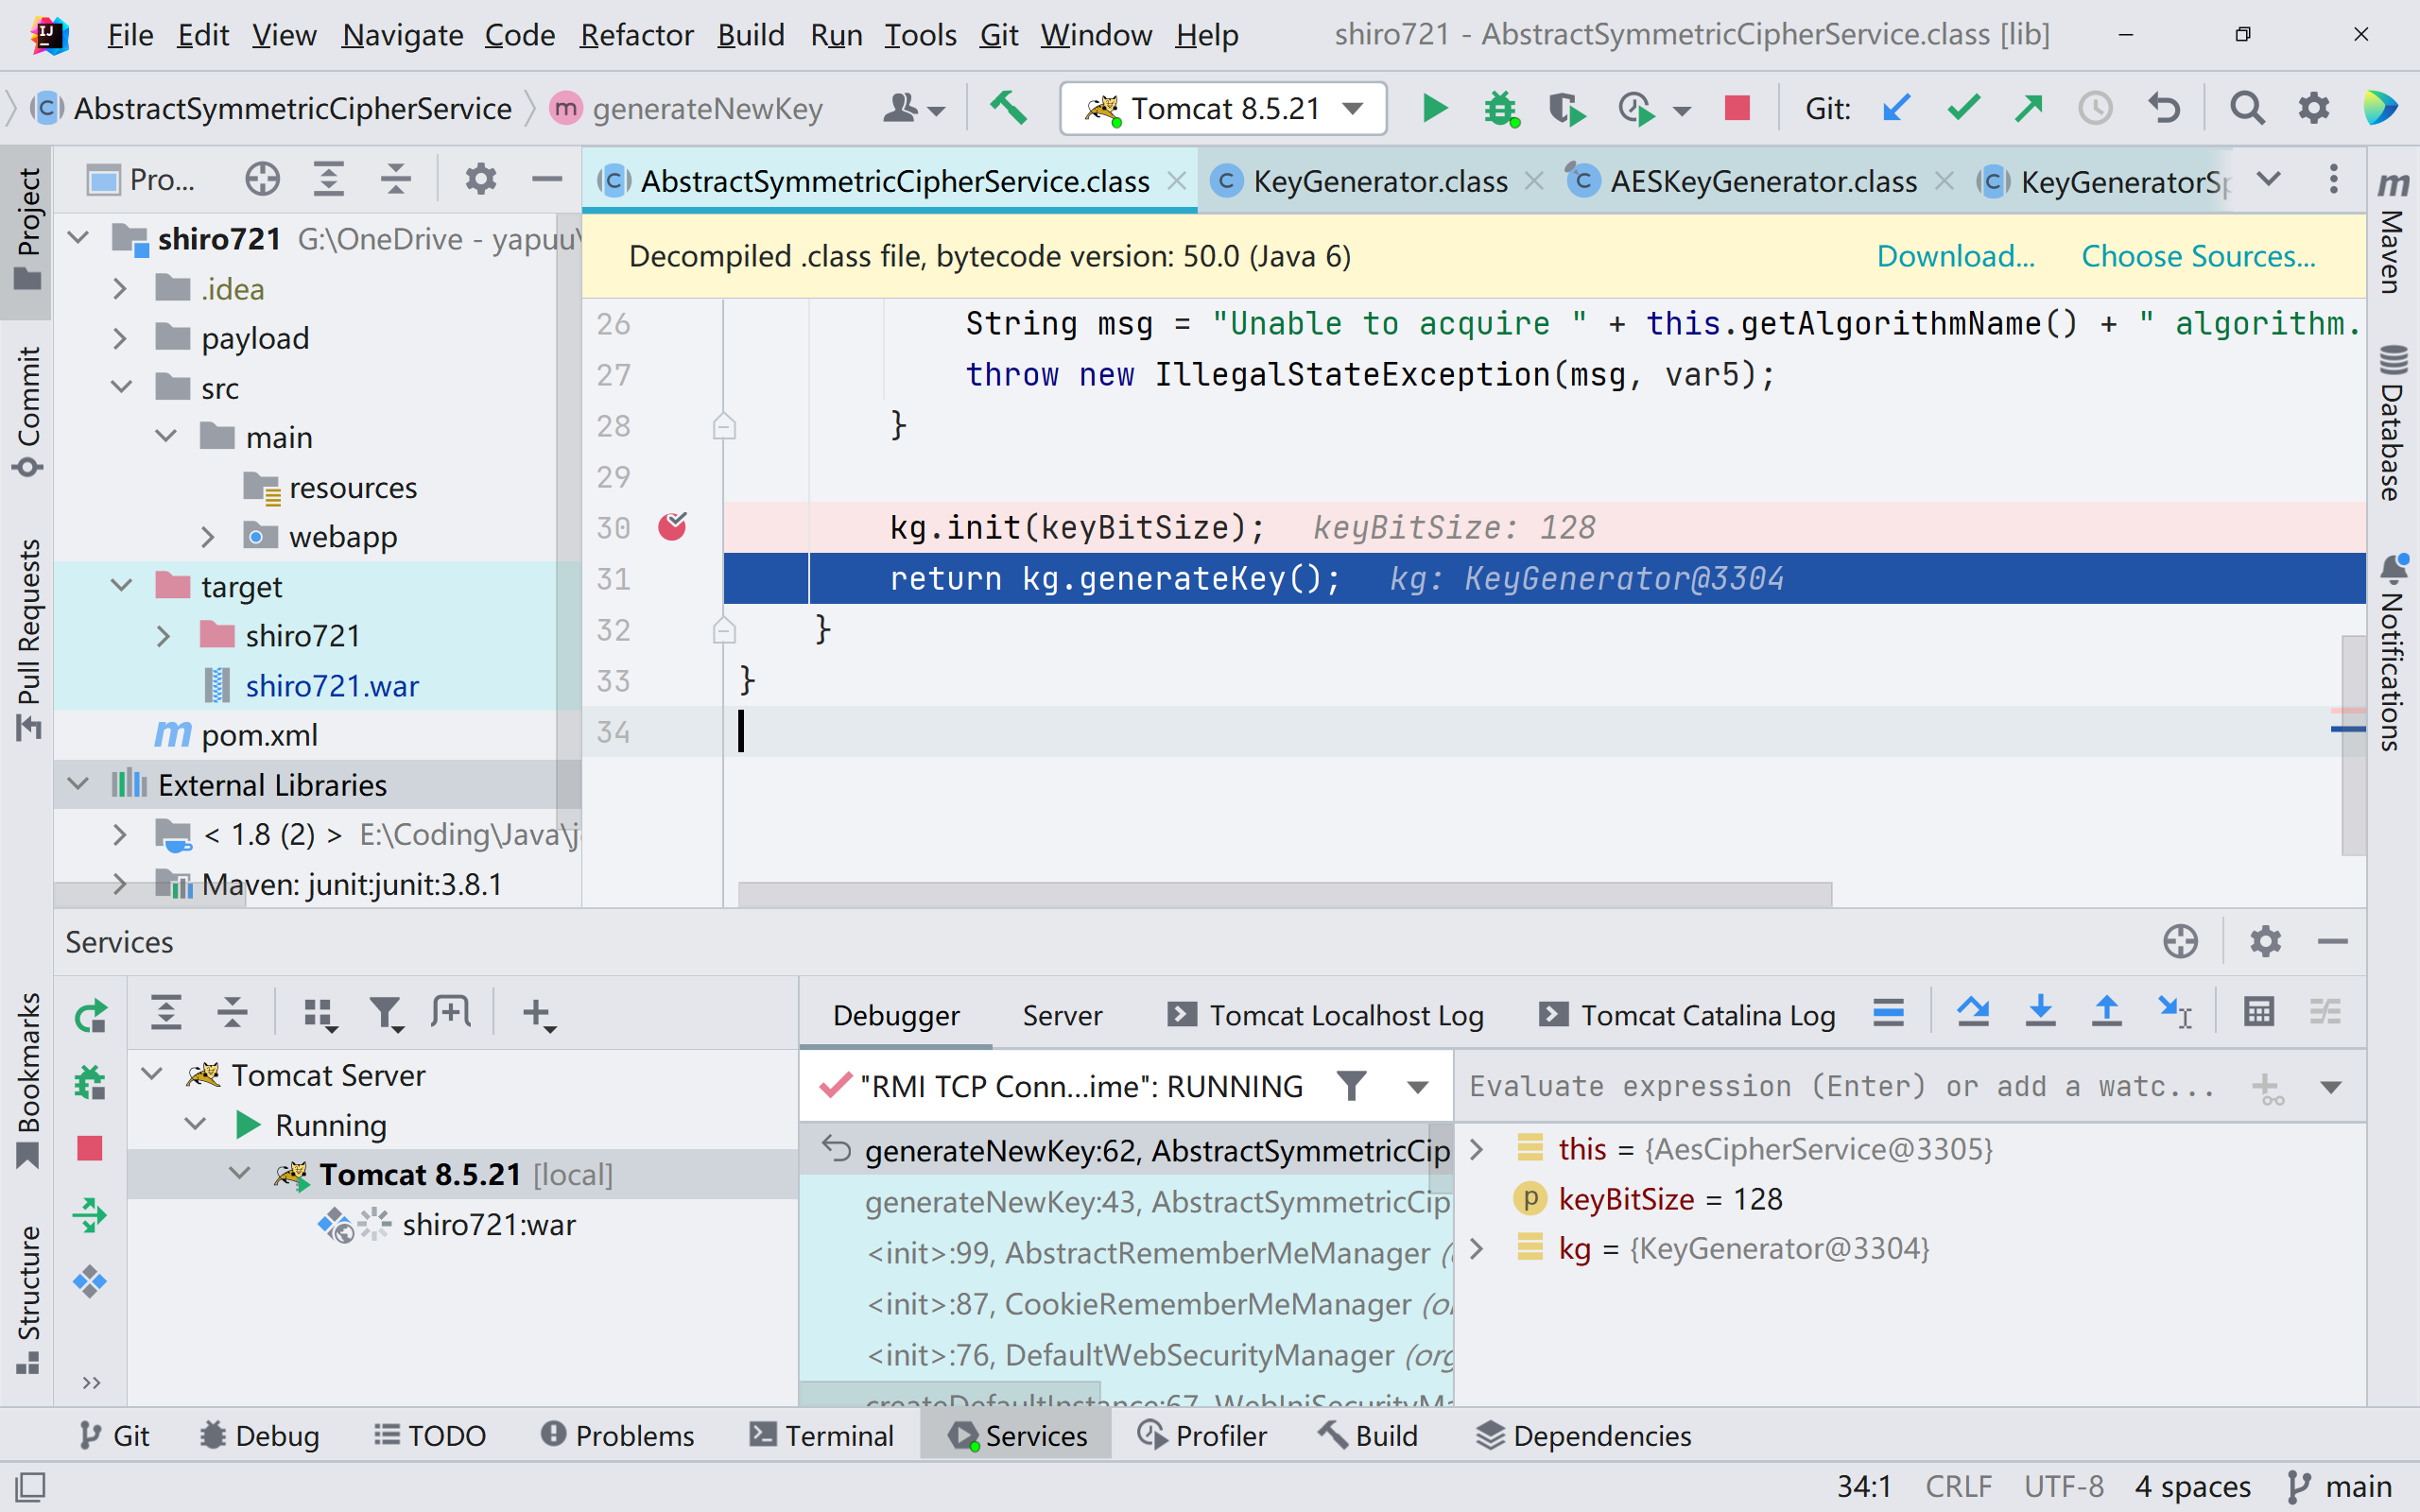 File Edit View Navigate Code Refactor Build Run Tools Git Window Help shiro721 - AbstractSymmetricCipherService.class [lib]
AbstractSymmetricCipherService generateNewKey Tomcat 8.5.21 Git:
Pro...
AbstractSymmetricCipherService.class KeyGenerator.class AESKeyGenerator.class KeyGeneratorSp
Decompiled .class file, bytecode version: 50.0 (Java 6) Download... Choose Sources...
Project
Commit
Pull Requests
Bookmarks
Structure
shiro721 G:\OneDrive - yapuu\
.idea
payload
src
main
resources
webapp
target
shiro721
shiro721.war
pom.xml
External Libraries
< 1.8 (2) > E:\Coding\Java\j
Maven: junit:junit:3.8.1
26 String msg = "Unable to acquire " + this.getAlgorithmName() + " algorithm.
27 throw new IllegalStateException(msg, var5);
28 }
29
30 kg.init(keyBitSize); keyBitSize: 128
31 return kg.generateKey(); kg: KeyGenerator@3304
32 }
33 }
34
Maven
Database
Notifications
Services
Debugger Server Tomcat Localhost Log Tomcat Catalina Log
Tomcat Server
Running
Tomcat 8.5.21 [local]
shiro721:war
"RMI TCP Conn...ime": RUNNING
generateNewKey:62, AbstractSymmetricCip
generateNewKey:43, AbstractSymmetricCip
<init>:99, AbstractRememberMeManager (
<init>:87, CookieRememberMeManager (or
<init>:76, DefaultWebSecurityManager (org
createDefaultInstance:67, WebIniSecurityMa
Evaluate expression (Enter) or add a watc...
this = {AesCipherService@3305}
p keyBitSize = 128
kg = {KeyGenerator@3304}
Git Debug TODO Problems Terminal Services Profiler Build Dependencies
34:1 CRLF UTF-8 4 spaces main